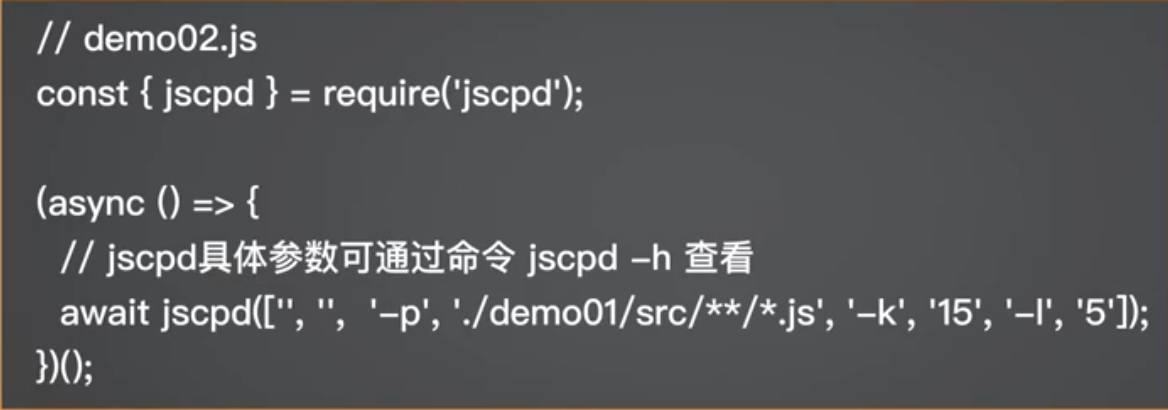 // demo02.js
const { jscpd } = require('jscpd');
(async () => {
// jscpd具体参数可通过命令 jscpd -h 查看
await jscpd(['', '', '-p', './demo01/src/**/*.js', '-k', '15', '-l', '5']);
})();